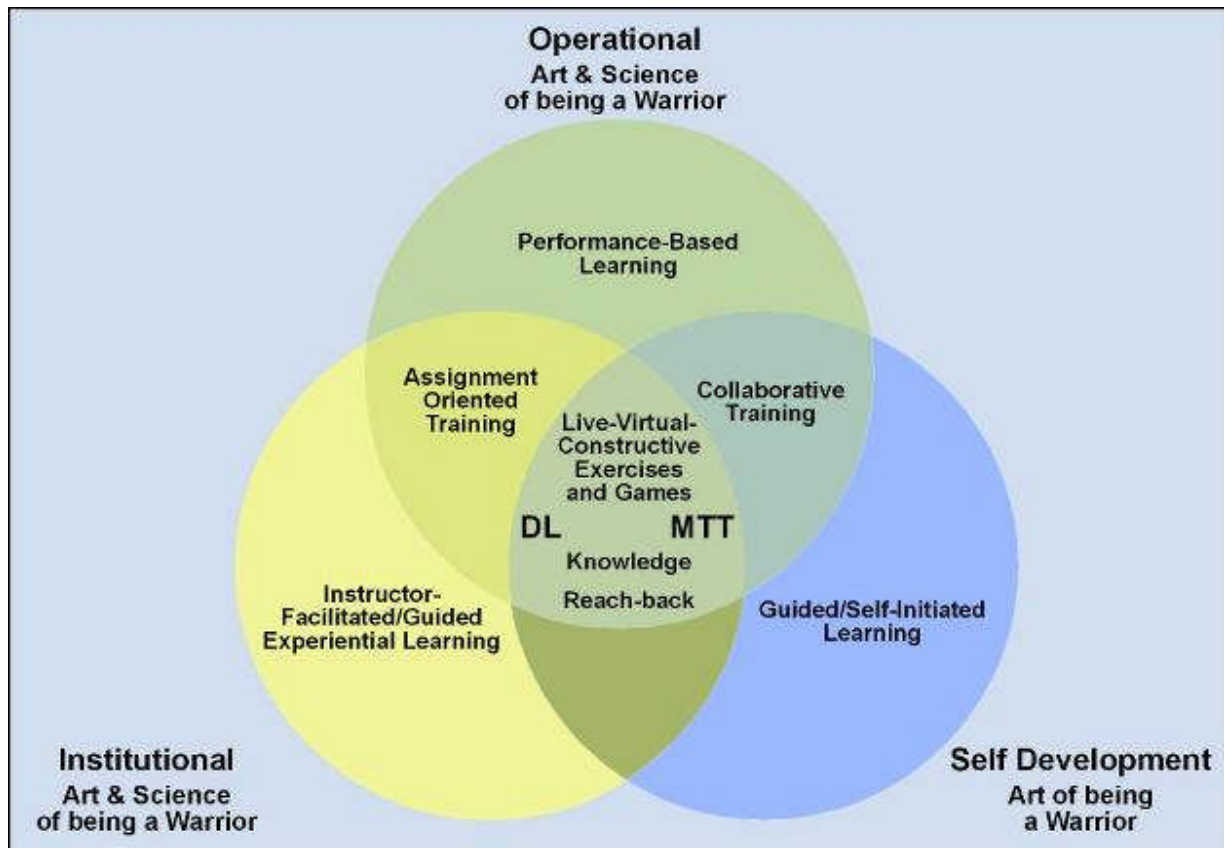 Operational
Art & Science
of being a Warrior
Performance-Based
Learning
Assignment
Oriented
Training
Collaborative
Training
Live-Virtual-
Constructive
Exercises
and Games
DL MTT
Knowledge
Reach-back
Instructor-
Facilitated/Guided
Experiential Learning
Guided/Self-Initiated
Learning
Institutional
Art & Science
of being a Warrior
Self Development
Art of being
a Warrior